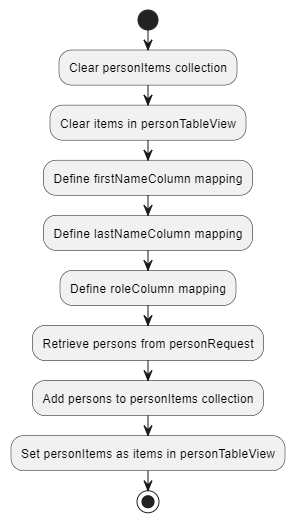 Clear personItems collection
Clear items in personTableView
Define firstNameColumn mapping
Define lastNameColumn mapping
Define roleColumn mapping
Retrieve persons from personRequest
Add persons to personItems collection
Set personItems as items in personTableView